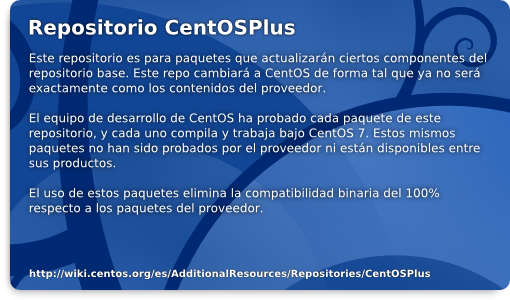 Repositorio CentOSPlus
Este repositorio es para paquetes que actualizarán ciertos componentes del
repositorio base. Este repo cambiará a CentOS de forma tal que ya no será
exactamente como los contenidos del proveedor.
El equipo de desarrollo de CentOS ha probado cada paquete de este
repositorio, y cada uno compila y trabaja bajo CentOS 7. Estos mismos
paquetes no han sido probados por el proveedor ni están disponibles entre
sus productos.
El uso de estos paquetes elimina la compatibilidad binaria del 100%
respecto a los paquetes del proveedor.
http://wiki.centos.org/es/AdditionalResources/Repositories/CentOSPlus